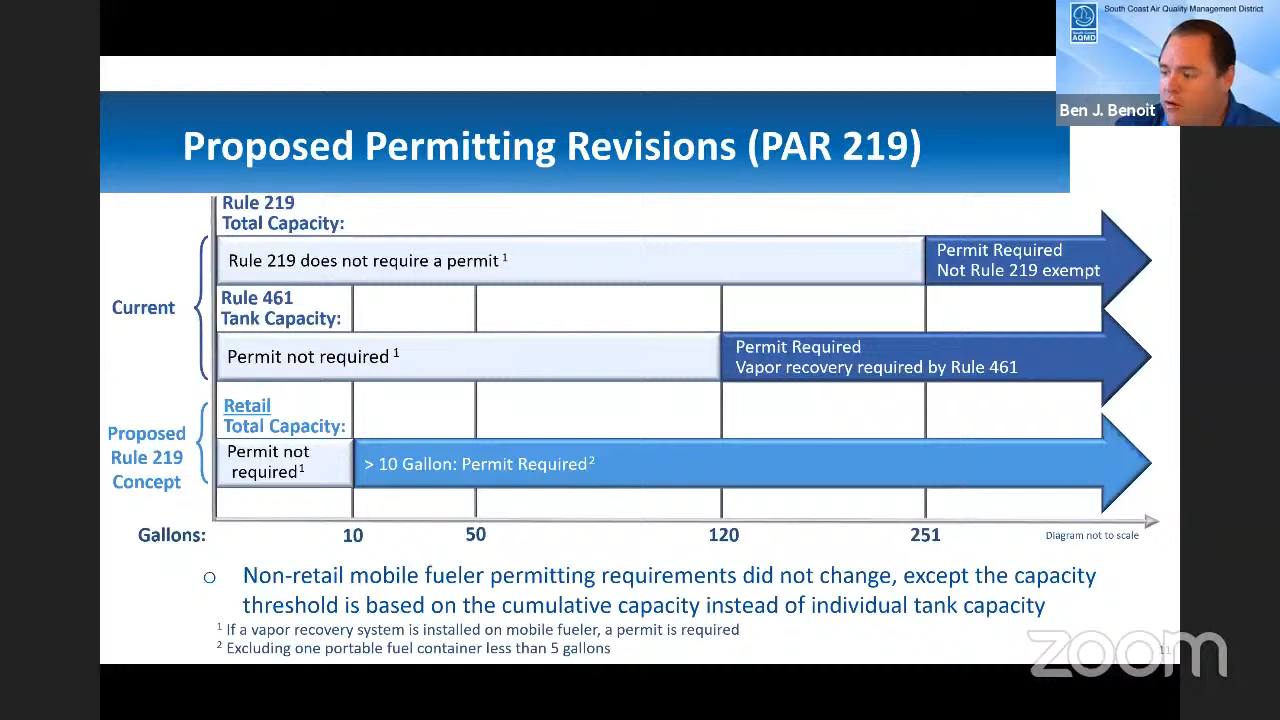 South Coast Air Quality Management District
South Coast
AQMD
Ben J. Benoit
Proposed Permitting Revisions (PAR 219)
Rule 219
Total Capacity:
Rule 219 does not require a permit 1
Permit Required
Not Rule 219 exempt
Current
Rule 461
Tank Capacity:
Permit not required 1
Permit Required
Vapor recovery required by Rule 461
Retail
Total Capacity:
Proposed
Rule 219
Concept
Permit not
required1
> 10 Gallon: Permit Required2
Gallons:
10
50
120
251
Diagram not to scale
o Non-retail mobile fueler permitting requirements did not change, except the capacity
threshold is based on the cumulative capacity instead of individual tank capacity
1 If a vapor recovery system is installed on mobile fueler, a permit is required
2 Excluding one portable fuel container less than 5 gallons
11
zoom